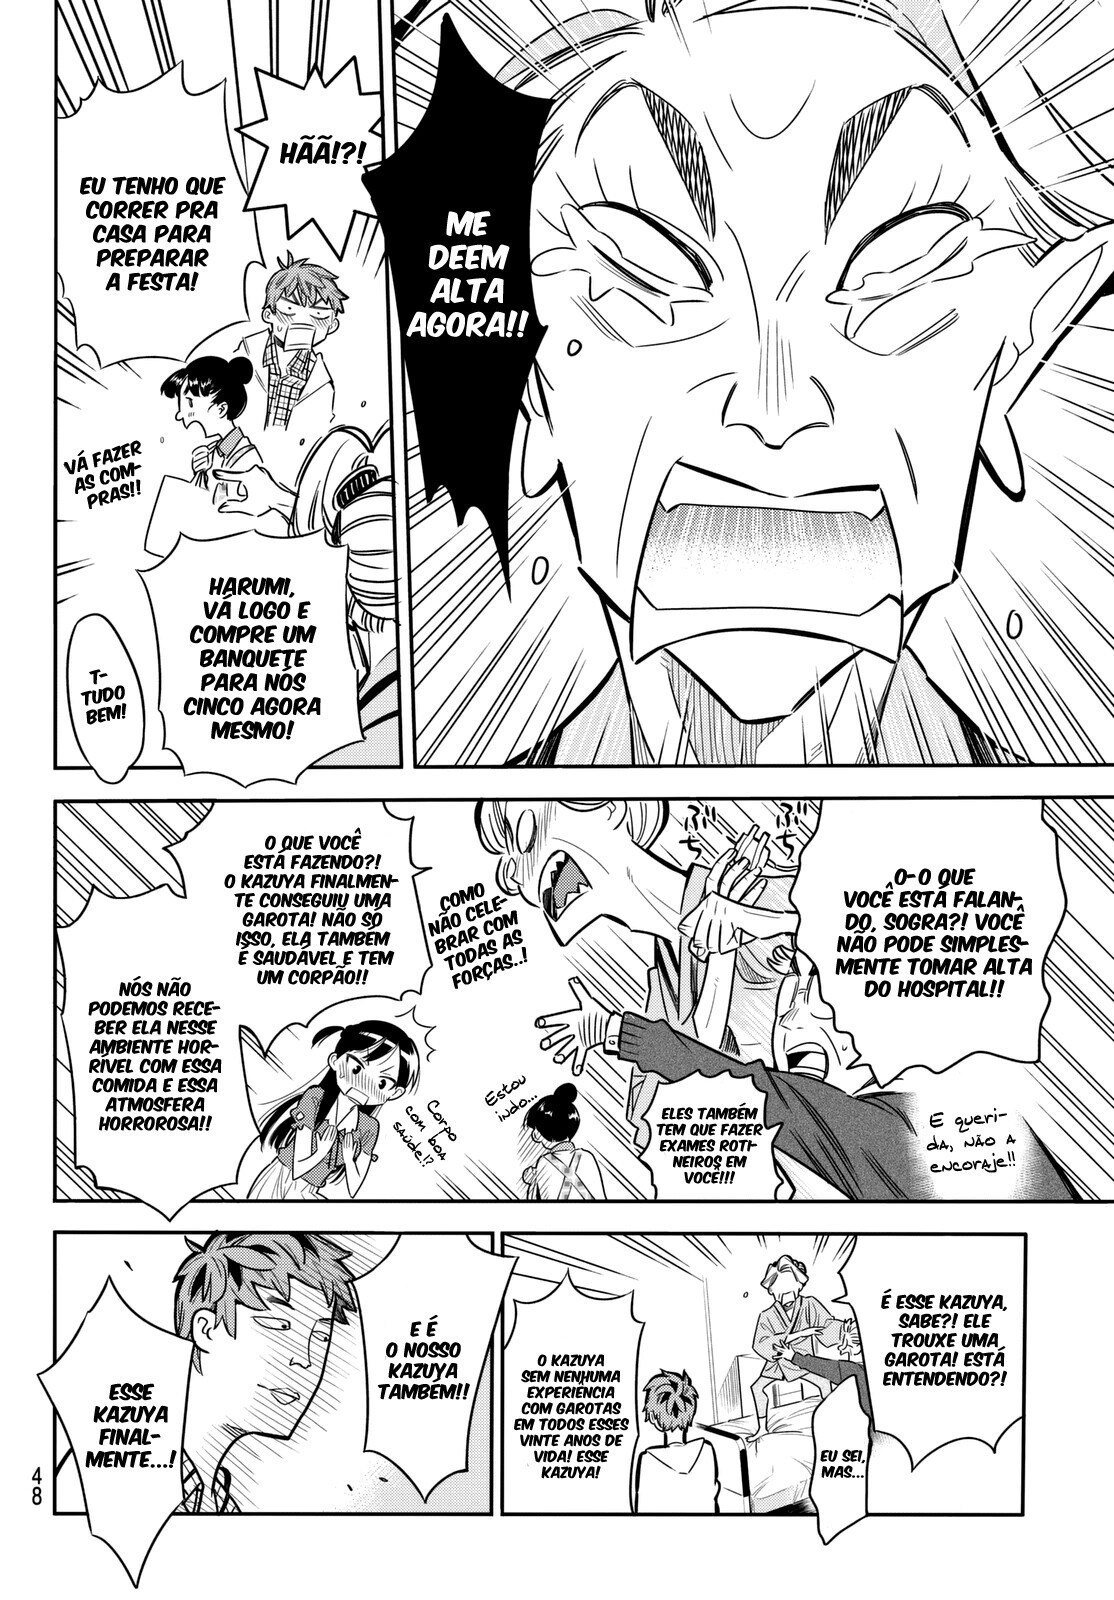 ME
DEEM
ALTA
AGORA!!
HÃÃ!?!
EU TENHO QUE
CORRER PRA
CASA PARA
PREPARAR
A FESTA!
VÁ FAZER
AS COM-
PRAS!!
HARUMI,
VÁ LOGO E
COMPRE UM
BANQUETE
PARA NÓS
CINCO AGORA
MESMO!
T-
TUDO
BEM!
O-O QUE
VOCÊ ESTÁ FALAN-
DO, SOGRA?! VOCÊ
NÃO PODE SIMPLES-
MENTE TOMAR ALTA
DO HOSPITAL!!
ぶち
ぶち
E queri-
da, não a
encoraje!!
ELES TAMBÉM
TEM QUE FAZER
EXAMES ROTI-
NEIROS EM
VOCÊ!!!
COMO
NÃO CELE-
BRAR COM
TODAS AS
FORÇAS..!
Estou
indo...
O QUE VOCÊ
ESTÁ FAZENDO?!
O KAZUYA FINALMEN-
TE CONSEGUIU UMA
GAROTA! NÃO SÓ
ISSO, ELA TAMBÉM
É SAUDÁVEL E TEM
UM CORPÃO!!
Corpo
com boa
saúde!?
NÓS NÃO
PODEMOS RECE-
BER ELA NESSE
AMBIENTE HOR-
RÍVEL COM ESSA
COMIDA E ESSA
ATMOSFERA
HORROROSA!!
É ESSE KAZUYA,
SABE?! ELE
TROUXE UMA
GAROTA! ESTÁ
ENTENDENDO?!
EU SEI,
MAS...
O KAZUYA
SEM NENHUMA
EXPERIÊNCIA
COM GAROTAS
EM TODOS ESSES
VINTE ANOS DE
VIDA! ESSE
KAZUYA!
E É
O NOSSO
KAZUYA
TAMBÉM!!
ESSE
KAZUYA
FINAL-
MENTE...!
48